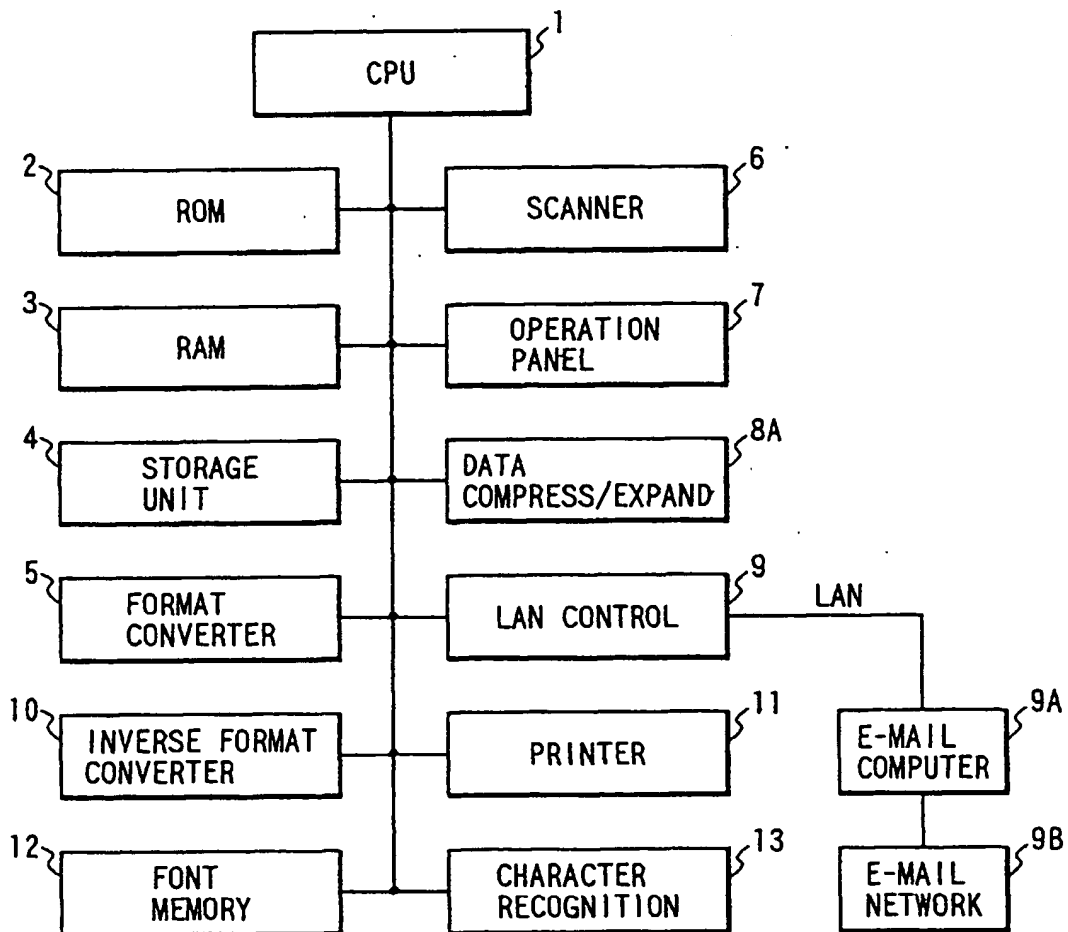 1
CPU
2
ROM
6
SCANNER
3
RAM
7
OPERATION
PANEL
4
STORAGE
UNIT
8A
DATA
COMPRESS/EXPAND
5
FORMAT
CONVERTER
9
LAN CONTROL
LAN
10
INVERSE FORMAT
CONVERTER
11
PRINTER
9A
E-MAIL
COMPUTER
12
FONT
MEMORY
13
CHARACTER
RECOGNITION
9B
E-MAIL
NETWORK